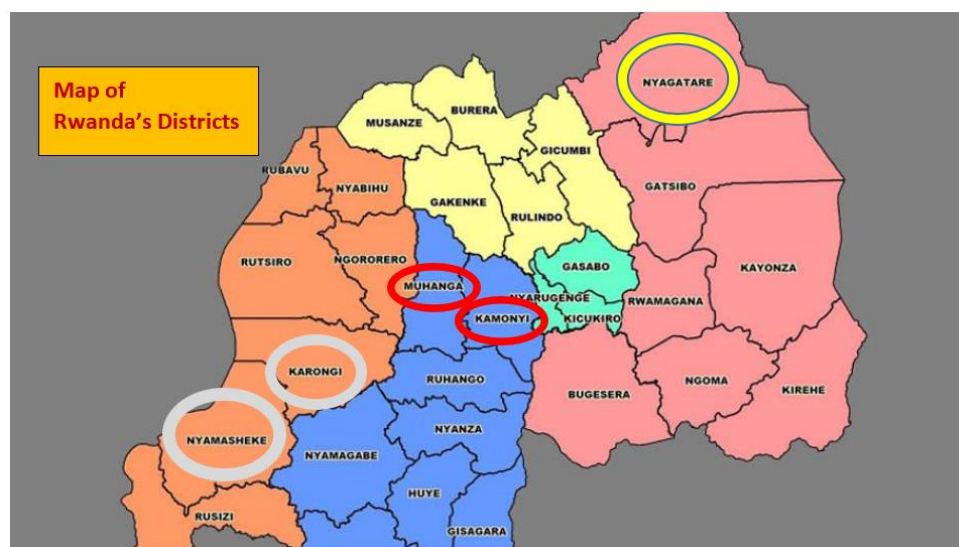 Map of
Rwanda's Districts
NYAGATARE
BURERA
MUSANZE
GICUMBI
RUBAVU
NYABIHU
GATSIBO
GAKENKE
RULINDO
RUTSIRO
NGORORERO
GASABO
KAYONZA
MUHANGA
NYARUGENGE
RWAMAGANA
KAMONYI
KICUKIRO
KARONGI
RUHANGO
NGOMA
BUGESERA
KIREHE
NYAMASHEKE
NYANZA
NYAMAGABE
HUYE
RUSIZI
GISAGARA